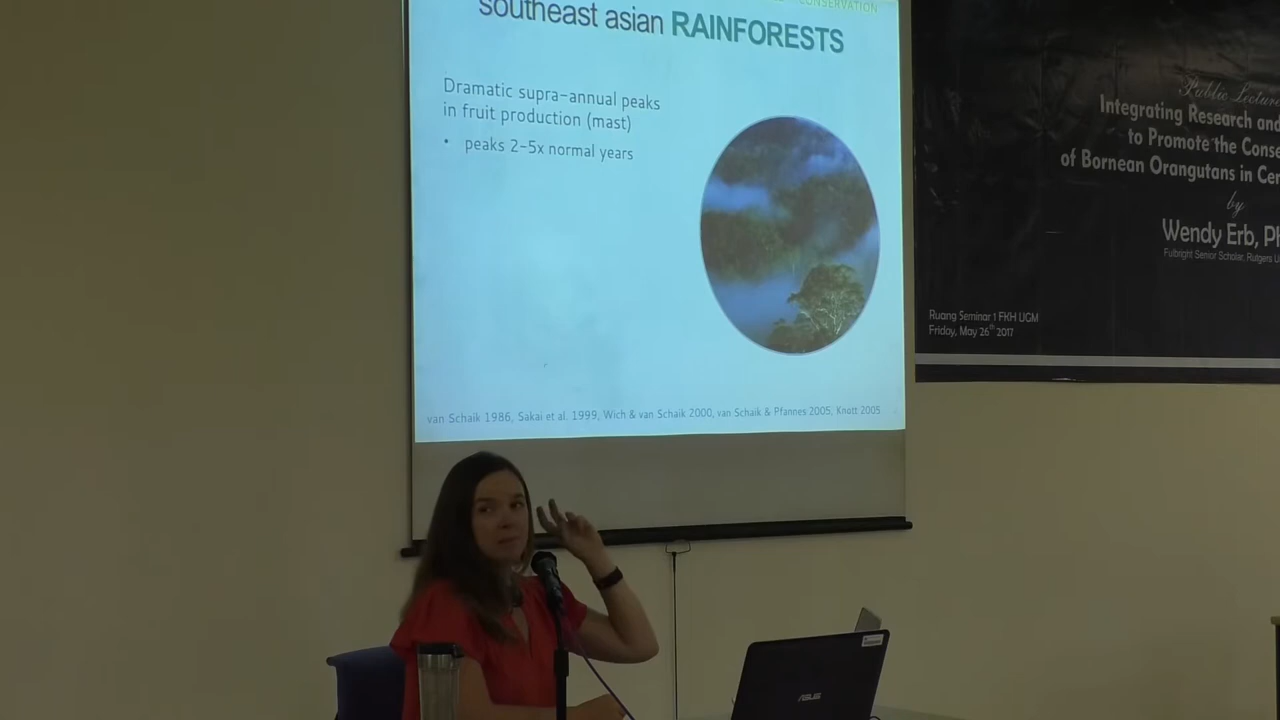 CONSERVATION
southeast asian RAINFORESTS
Dramatic supra-annual peaks
in fruit production (mast)
• peaks 2-5x normal years
van Schaik 1986, Sakai et al. 1999, Wich & van Schaik 2000, van Schaik & Pfannes 2005, Knott 2005
Public Lectur
Integrating Research and
to Promote the Conse
of Bornean Orangutans in Cen
by
Wendy Erb, Ph
Fulbright Senior Scholar, Rutgers U
Ruang Seminar 1 FKH UGM
Friday, May 26th 2017
ASUS